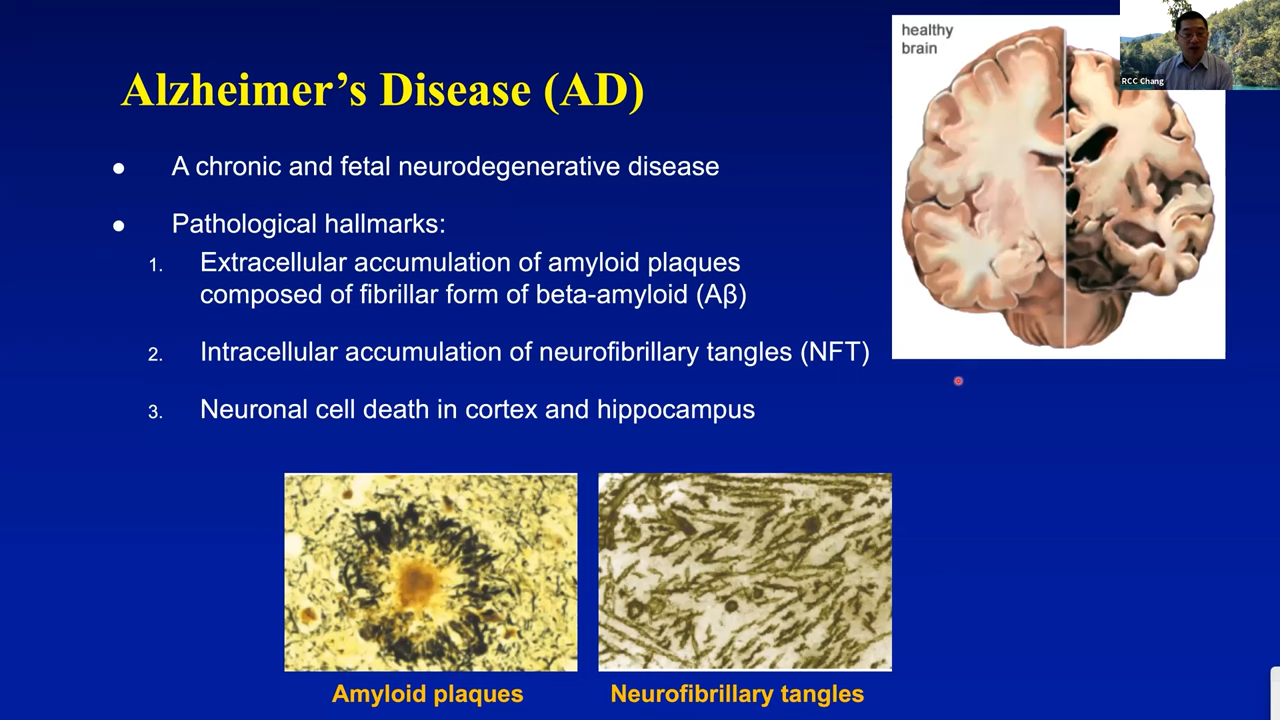 Alzheimer's Disease (AD)
• A chronic and fetal neurodegenerative disease
• Pathological hallmarks:
1. Extracellular accumulation of amyloid plaques
composed of fibrillar form of beta-amyloid (Aβ)
2. Intracellular accumulation of neurofibrillary tangles (NFT)
3. Neuronal cell death in cortex and hippocampus
healthy
brain
RCC Chang
Amyloid plaques
Neurofibrillary tangles